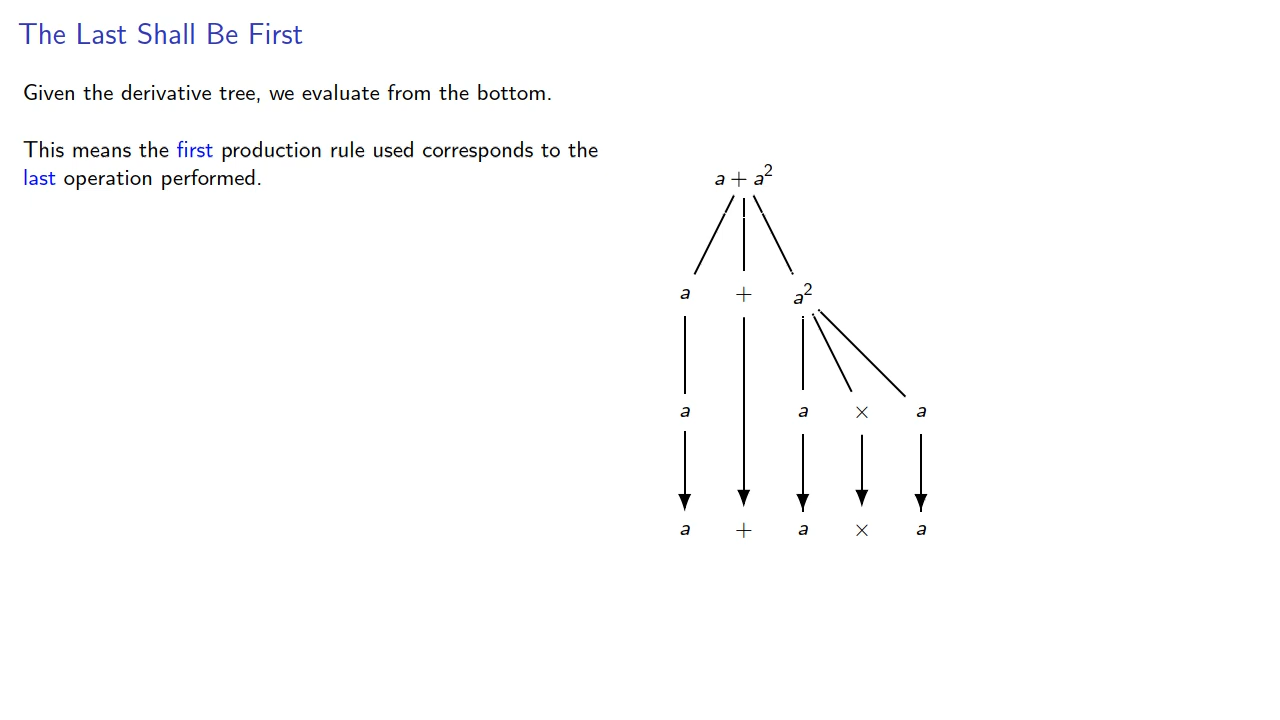 The Last Shall Be First
Given the derivative tree, we evaluate from the bottom.
This means the first production rule used corresponds to the
last operation performed.
a + a²
a + a²
a a × a
a + a × a